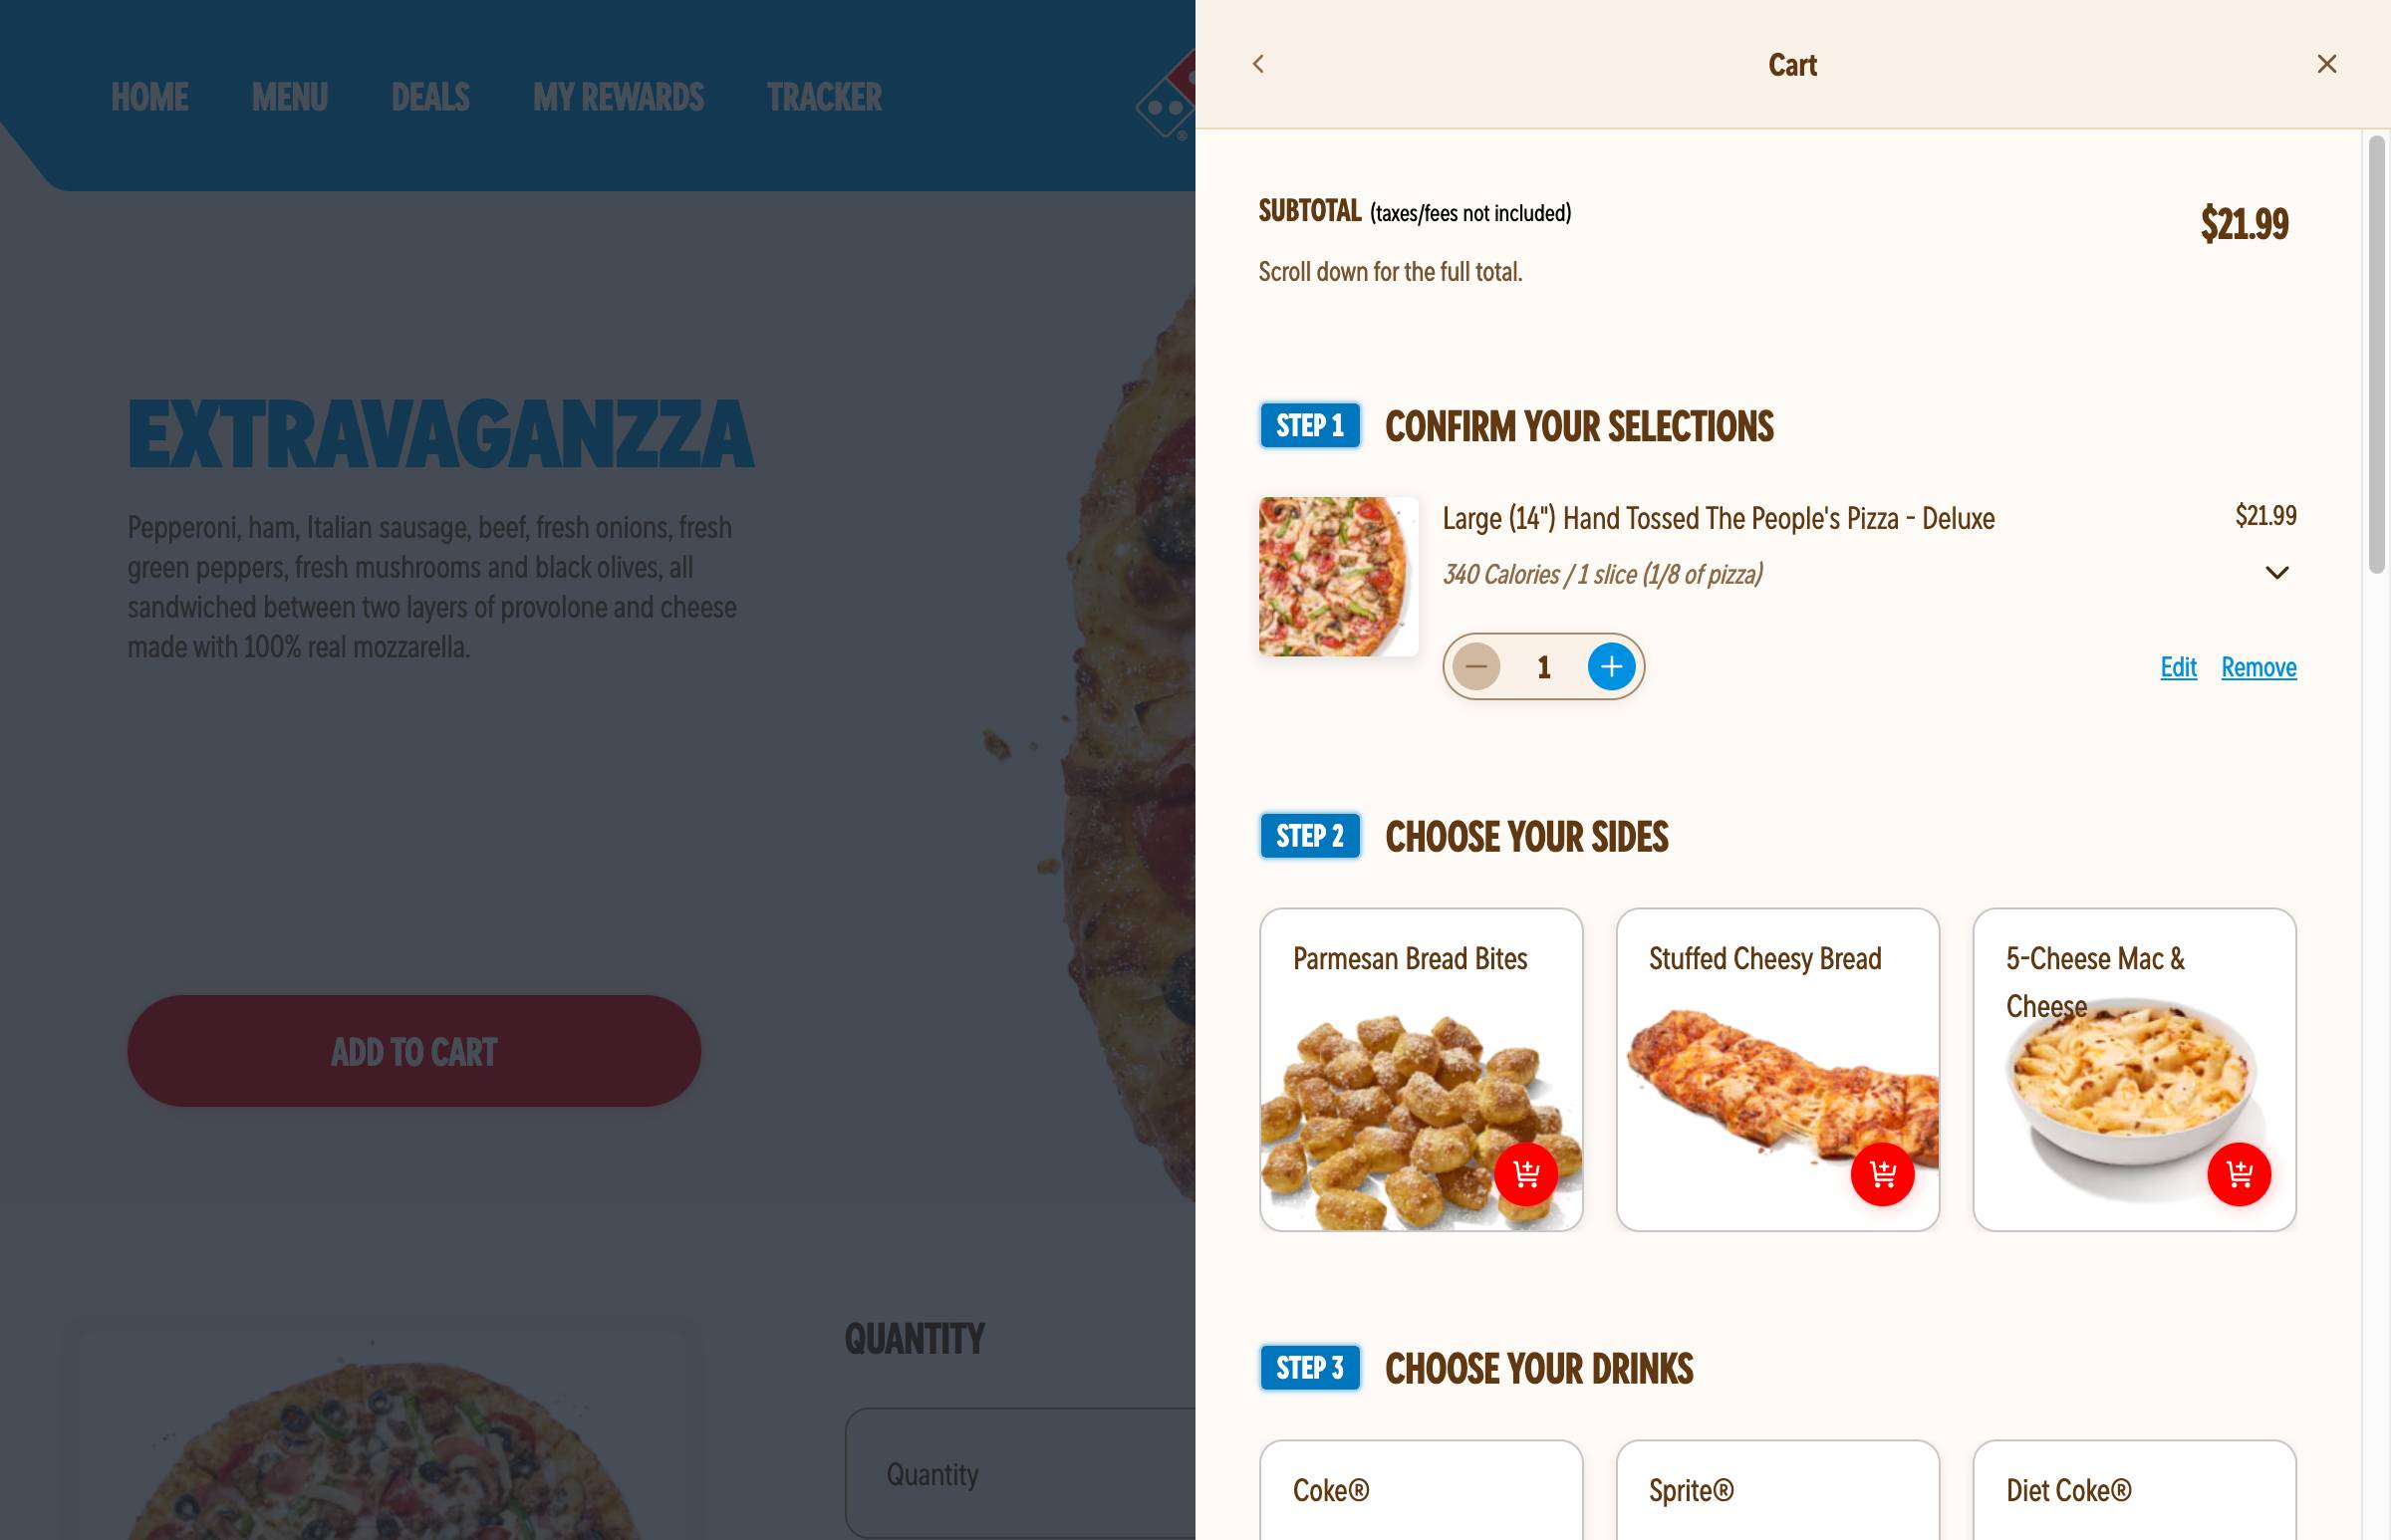 HOME MENU DEALS MY REWARDS TRACKER
®
EXTRAVAGANZZA
Pepperoni, ham, Italian sausage, beef, fresh onions, fresh
green peppers, fresh mushrooms and black olives, all
sandwiched between two layers of provolone and cheese
made with 100% real mozzarella.
ADD TO CART
QUANTITY
Quantity
Cart
SUBTOTAL (taxes/fees not included) $21.99
Scroll down for the full total.
STEP 1 CONFIRM YOUR SELECTIONS
Large (14") Hand Tossed The People's Pizza - Deluxe $21.99
340 Calories / 1 slice (1/8 of pizza)
1
Edit Remove
STEP 2 CHOOSE YOUR SIDES
Parmesan Bread Bites
Stuffed Cheesy Bread
5-Cheese Mac &
Cheese
STEP 3 CHOOSE YOUR DRINKS
Coke®
Sprite®
Diet Coke®